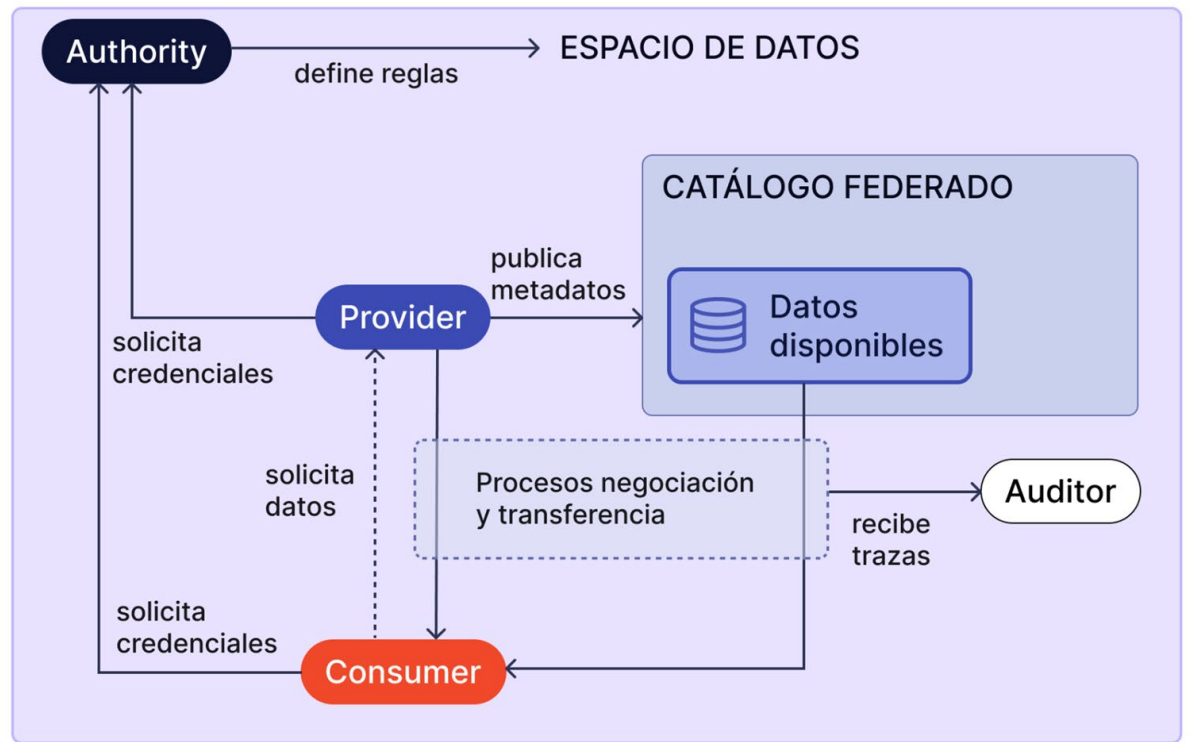 Authority
ESPACIO DE DATOS
define reglas
CATÁLOGO FEDERADO
publica
metadatos
Provider
Datos
disponibles
solicita
credenciales
solicita
datos
Procesos negociación
y transferencia
Auditor
recibe
trazas
solicita
credenciales
Consumer